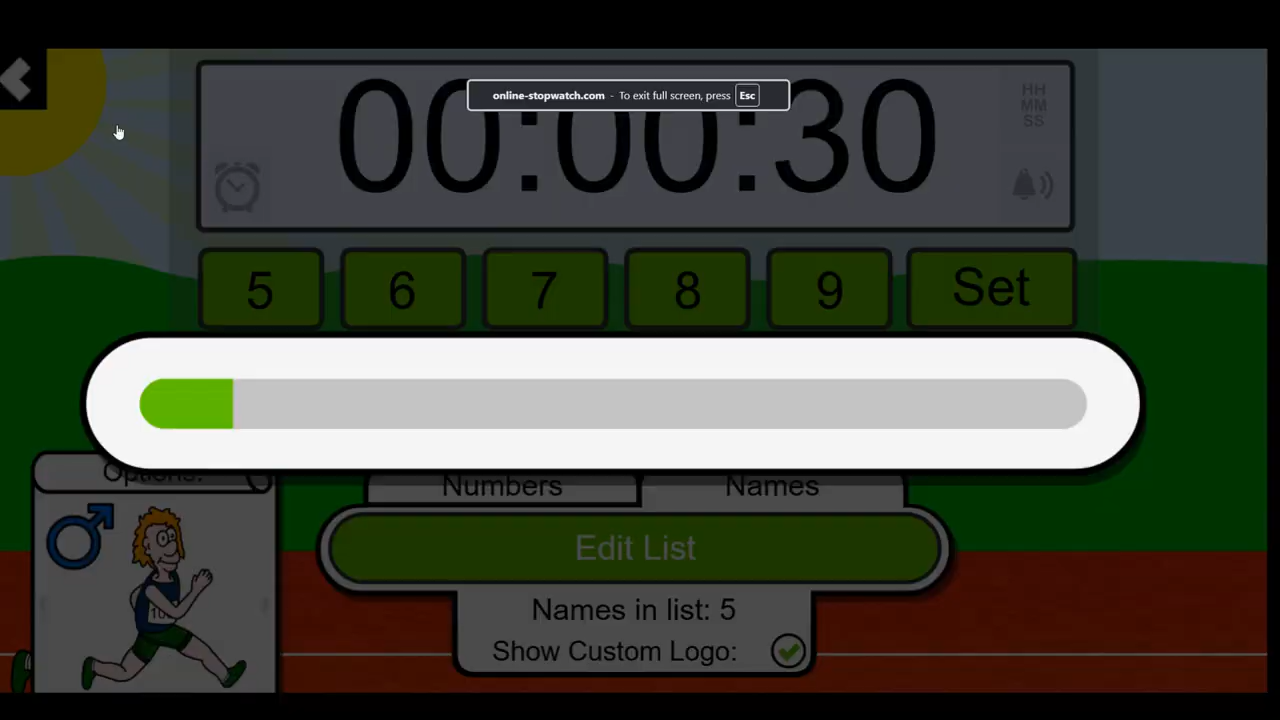 00:00:30
HH
MM
SS
online-stopwatch.com - To exit full screen, press Esc
5 6 7 8 9 Set
Options:
Numbers Names
Edit List
Names in list: 5
Show Custom Logo: